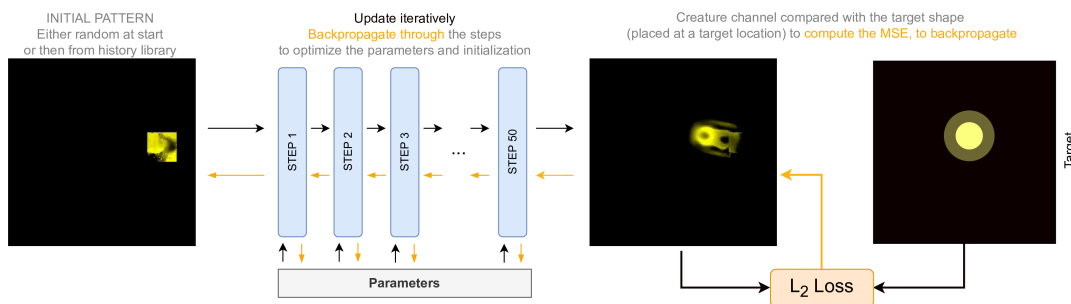 INITIAL PATTERN
Either random at start
or then from history library
Update iteratively
Backpropagate through the steps
to optimize the parameters and initialization
Creature channel compared with the target shape
(placed at a target location) to compute the MSE, to backpropagate
STEP 1
STEP 2
STEP 3
...
STEP 50
Target
Parameters
L₂ Loss